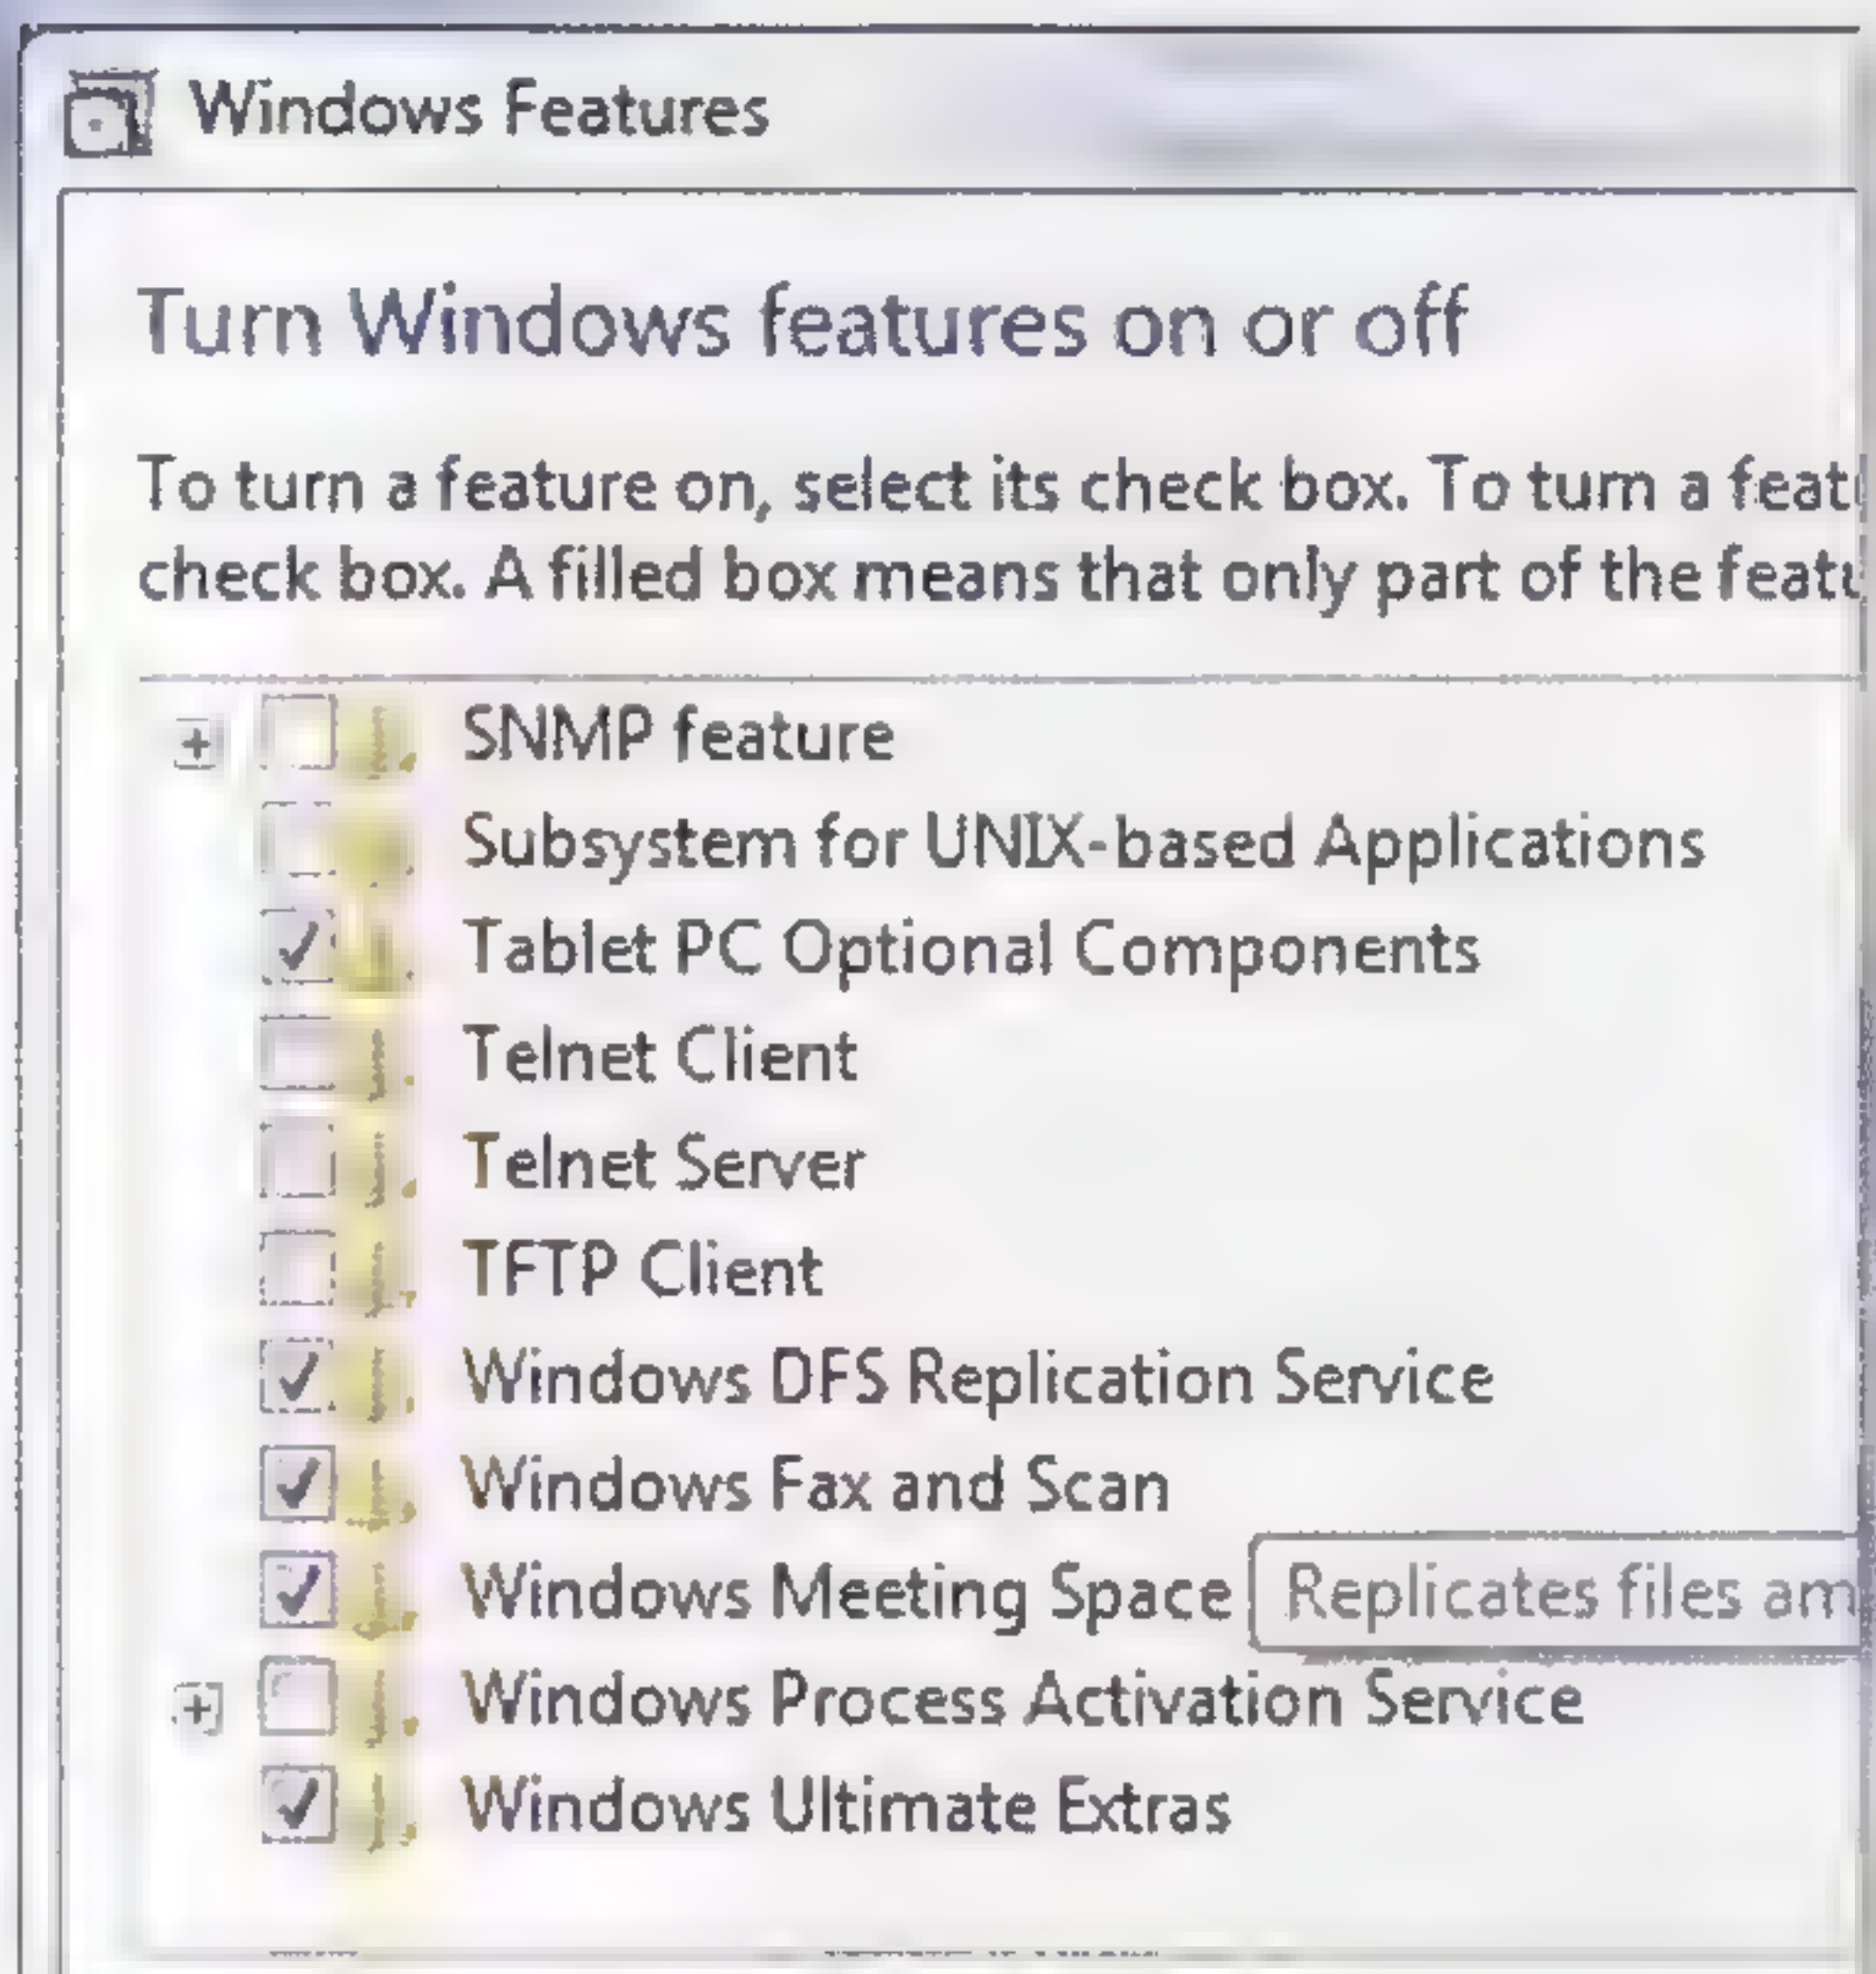 Windows Features
Turn Windows features on or off
To turn a feature on, select its check box. To turn a
check box. A filled box means that only part of the
SNMP feature
Subsystem for UNIX-based Applications
Tablet PC Optional Components
Telnet Client
Telnet Server
TFTP Client
Windows DFS Replication Service
Windows Fax and Scan
Windows Meeting Space
Replicates files
Windows Process Activation Service
Windows Ultimate Extras